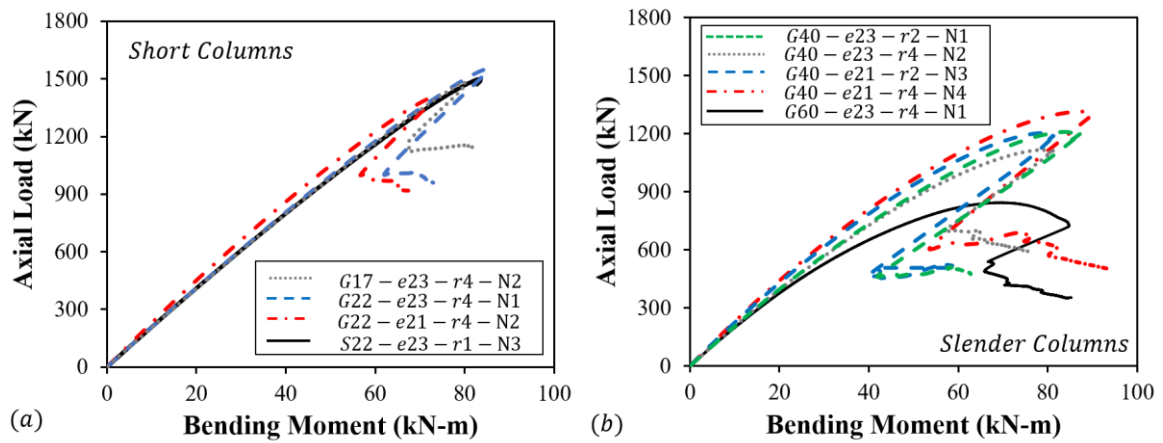 1800
1500
1200
900
600
300
0
Axial Load (kN)
Short Columns
G17 − e23 − r4 − N2
G22 − e23 − r4 − N1
G22 − e21 − r4 − N2
S22 − e23 − r1 − N3
0 20 40 60 80 100
Bending Moment (kN-m)
(a)
1800
1500
1200
900
600
300
0
Axial Load (kN)
G40 − e23 − r2 − N1
G40 − e23 − r4 − N2
G40 − e21 − r2 − N3
G40 − e21 − r4 − N4
G60 − e23 − r4 − N1
Slender Columns
0 20 40 60 80 100
Bending Moment (kN-m)
(b)